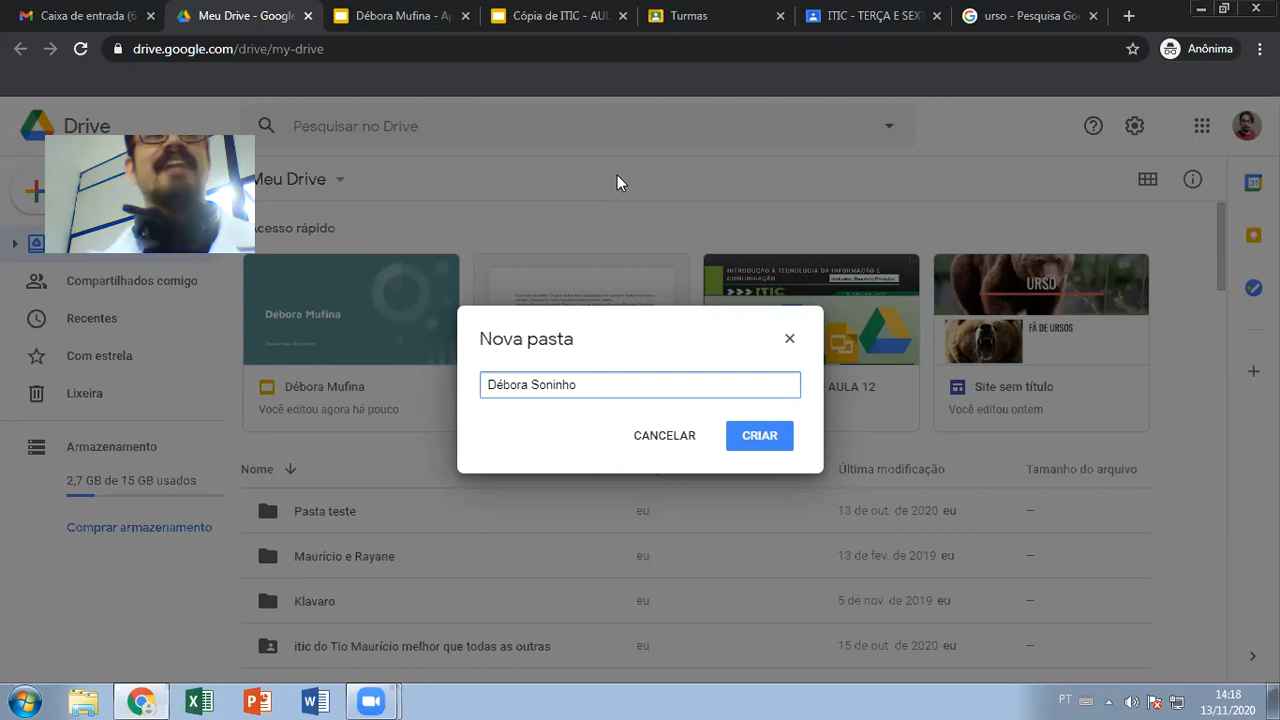 Caixa de entrada (6
Meu Drive - Google
Débora Mufina - Ap
Cópia de ITIC - AUL
Turmas
ITIC - TERÇA E SEXT
urso - Pesquisa Goo
drive.google.com/drive/my-drive
Anônima
Drive
Pesquisar no Drive
Meu Drive
Acesso rápido
Compartilhados comigo
Recentes
Com estrela
Lixeira
Armazenamento
2,7 GB de 15 GB usados
Comprar armazenamento
Débora Mufina
INTRODUÇÃO À TECNOLOGIA DA INFORMAÇÃO E
COMUNICAÇÃO
>>> ITIC
URSO
FÃ DE URSOS
Débora Mufina
Você editou agora há pouco
AULA 12
Site sem título
Você editou ontem
Nova pasta
Débora Soninho
CANCELAR
CRIAR
Nome
Última modificação
Tamanho do arquivo
Pasta teste
eu
13 de out. de 2020 eu
—
Maurício e Rayane
eu
13 de fev. de 2019 eu
—
Klavaro
eu
5 de nov. de 2019 eu
—
itic do Tio Maurício melhor que todas as outras
eu
15 de out. de 2020 eu
—
PT
14:18
13/11/2020